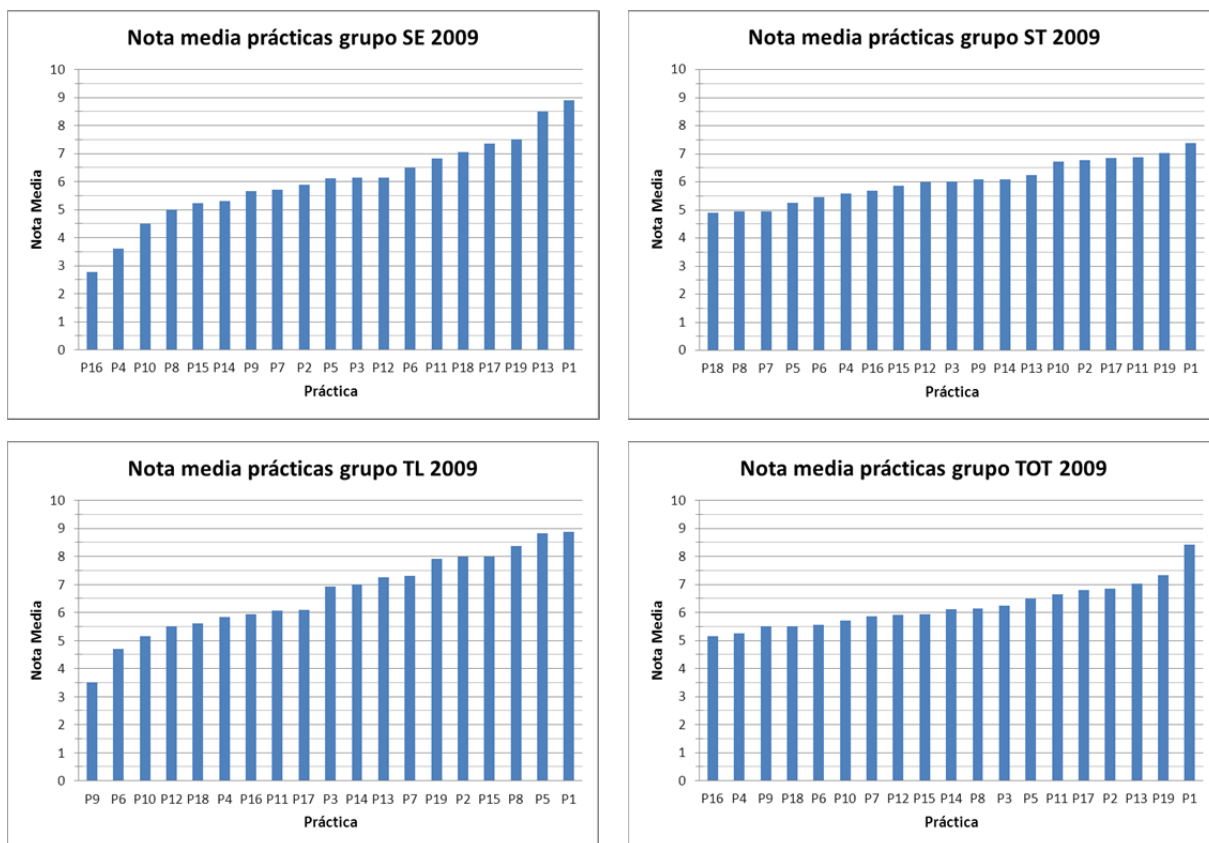 Nota media prácticas grupo SE 2009
10
9
8
7
6
5
4
3
2
1
0
Nota Media
P16 P4 P10 P8 P15 P14 P9 P7 P2 P5 P3 P12 P6 P11 P18 P17 P19 P13 P1
Práctica
Nota media prácticas grupo ST 2009
10
9
8
7
6
5
4
3
2
1
0
Nota Media
P18 P8 P7 P5 P6 P4 P16 P15 P12 P3 P9 P14 P13 P10 P2 P17 P11 P19 P1
Práctica
Nota media prácticas grupo TL 2009
10
9
8
7
6
5
4
3
2
1
0
Nota Media
P9 P6 P10 P12 P18 P4 P16 P11 P17 P3 P14 P13 P7 P19 P2 P15 P8 P5 P1
Práctica
Nota media prácticas grupo TOT 2009
10
9
8
7
6
5
4
3
2
1
0
Nota Media
P16 P4 P9 P18 P6 P10 P7 P12 P15 P14 P8 P3 P5 P11 P17 P2 P13 P19 P1
Práctica